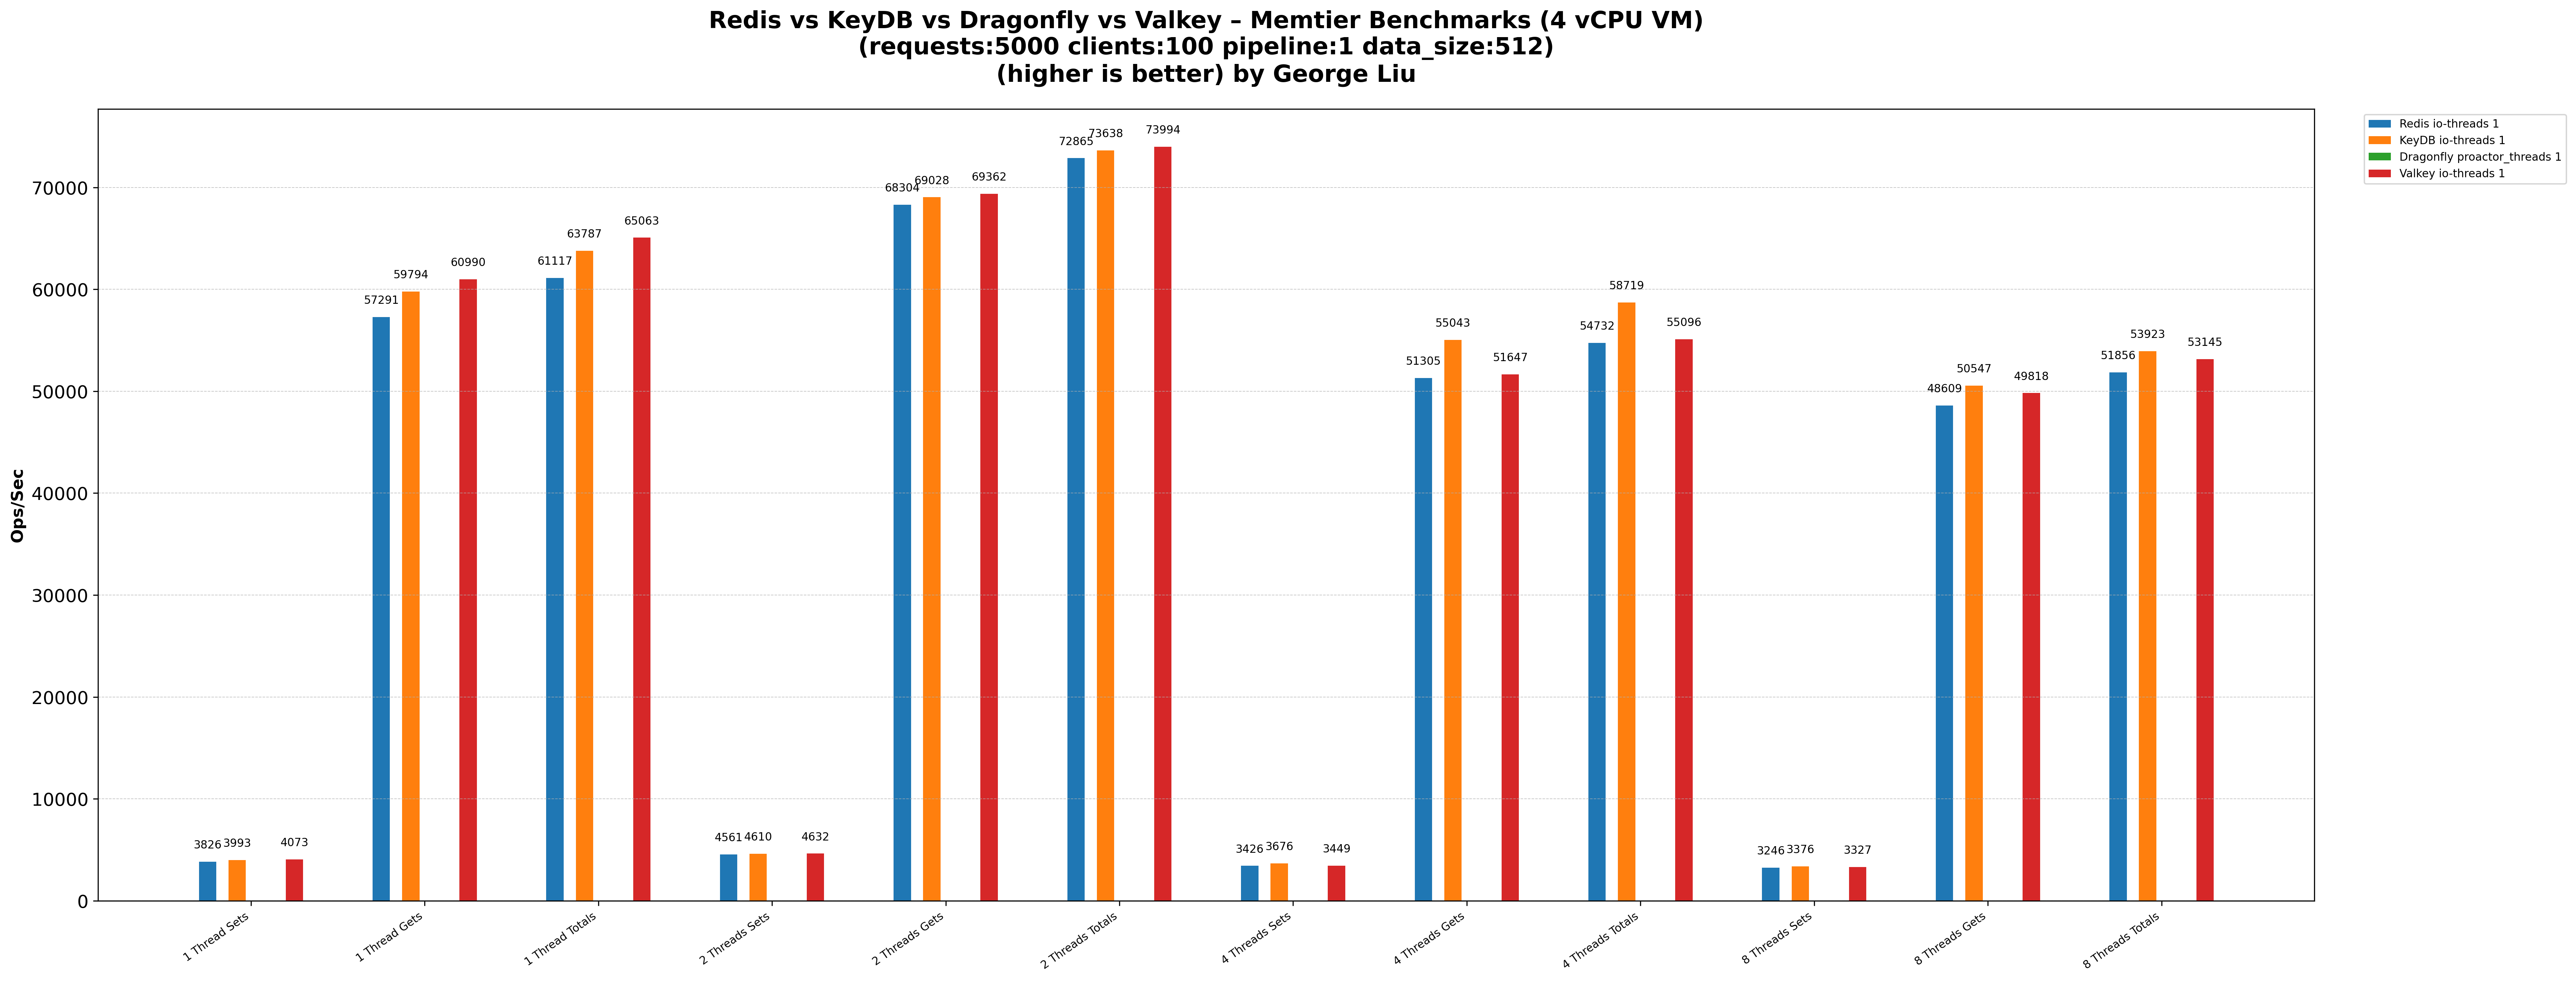 Redis vs KeyDB vs Dragonfly vs Valkey – Memtier Benchmarks (4 vCPU VM)
(requests:5000 clients:100 pipeline:1 data_size:512)
(higher is better) by George Liu
Redis io-threads 1
KeyDB io-threads 1
Dragonfly proactor_threads 1
Valkey io-threads 1
Ops/Sec
70000
60000
50000
40000
30000
20000
10000
0
3826
3993
4073
57291
59794
60990
61117
63787
65063
4561
4610
4632
68304
69028
69362
72865
73638
73994
3426
3676
3449
51305
55043
51647
54732
58719
55096
3246
3376
3327
48609
50547
49818
51856
53923
53145
1 Thread Sets
1 Thread Gets
1 Thread Totals
2 Threads Sets
2 Threads Gets
2 Threads Totals
4 Threads Sets
4 Threads Gets
4 Threads Totals
8 Threads Sets
8 Threads Gets
8 Threads Totals